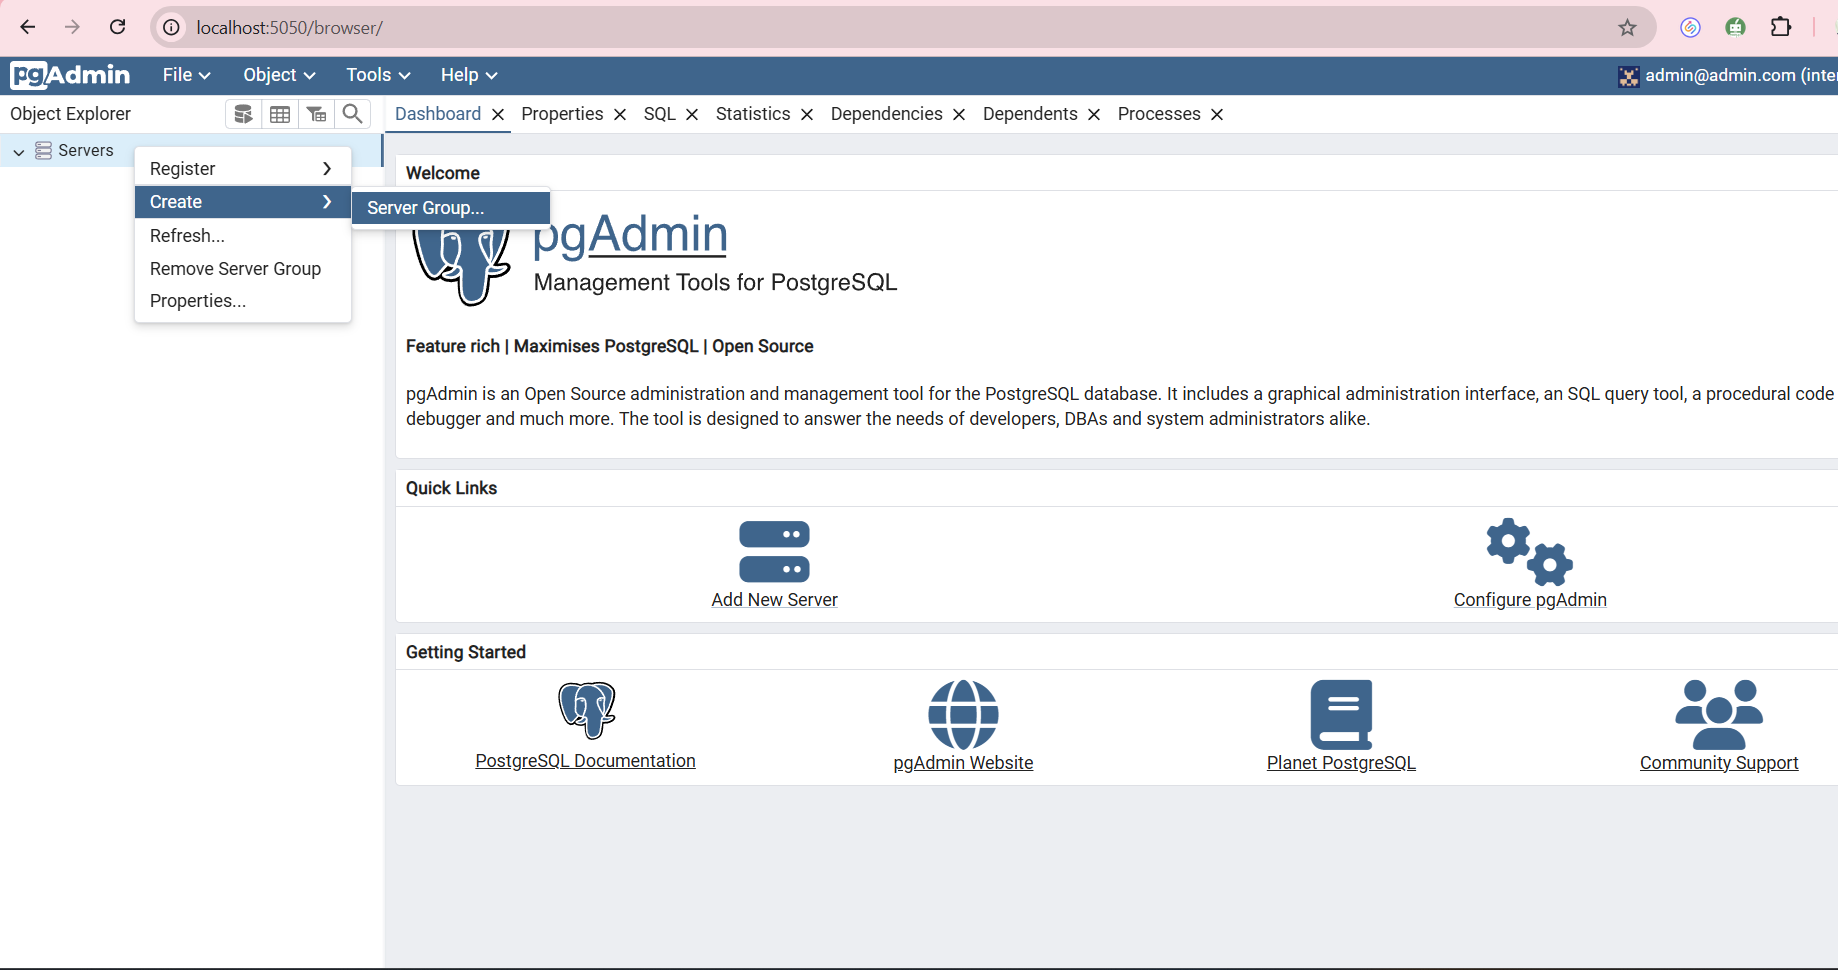 localhost:5050/browser/
pgAdmin File Object Tools Help admin@admin.com (inter
Object Explorer
Dashboard Properties SQL Statistics Dependencies Dependents Processes
Servers
Register
Create
Server Group...
Refresh...
Remove Server Group
Properties...
Welcome
pgAdmin
Management Tools for PostgreSQL
Feature rich | Maximises PostgreSQL | Open Source
pgAdmin is an Open Source administration and management tool for the PostgreSQL database. It includes a graphical administration interface, an SQL query tool, a procedural code
debugger and much more. The tool is designed to answer the needs of developers, DBAs and system administrators alike.
Quick Links
Add New Server
Configure pgAdmin
Getting Started
PostgreSQL Documentation
pgAdmin Website
Planet PostgreSQL
Community Support